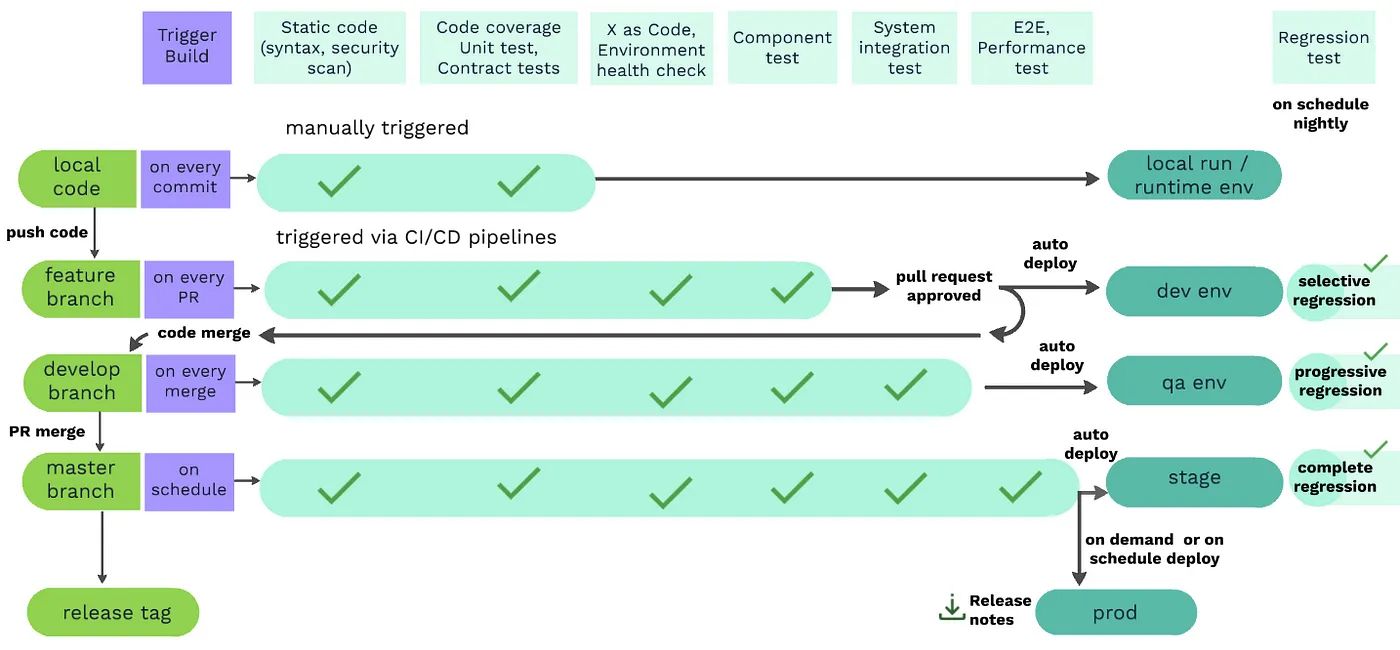 Trigger
Build
Static code
(syntax, security
scan)
Code coverage
Unit test,
Contract tests
X as Code,
Environment
health check
Component
test
System
integration
test
E2E,
Performance
test
Regression
test
on schedule
nightly
manually triggered
local
code
on every
commit
local run /
runtime env
push code
triggered via CI/CD pipelines
feature
branch
on every
PR
pull request
approved
auto
deploy
dev env
selective
regression
code merge
develop
branch
on every
merge
auto
deploy
qa env
progressive
regression
PR merge
master
branch
on
schedule
auto
deploy
stage
complete
regression
on demand or on
schedule deploy
release tag
Release
notes
prod